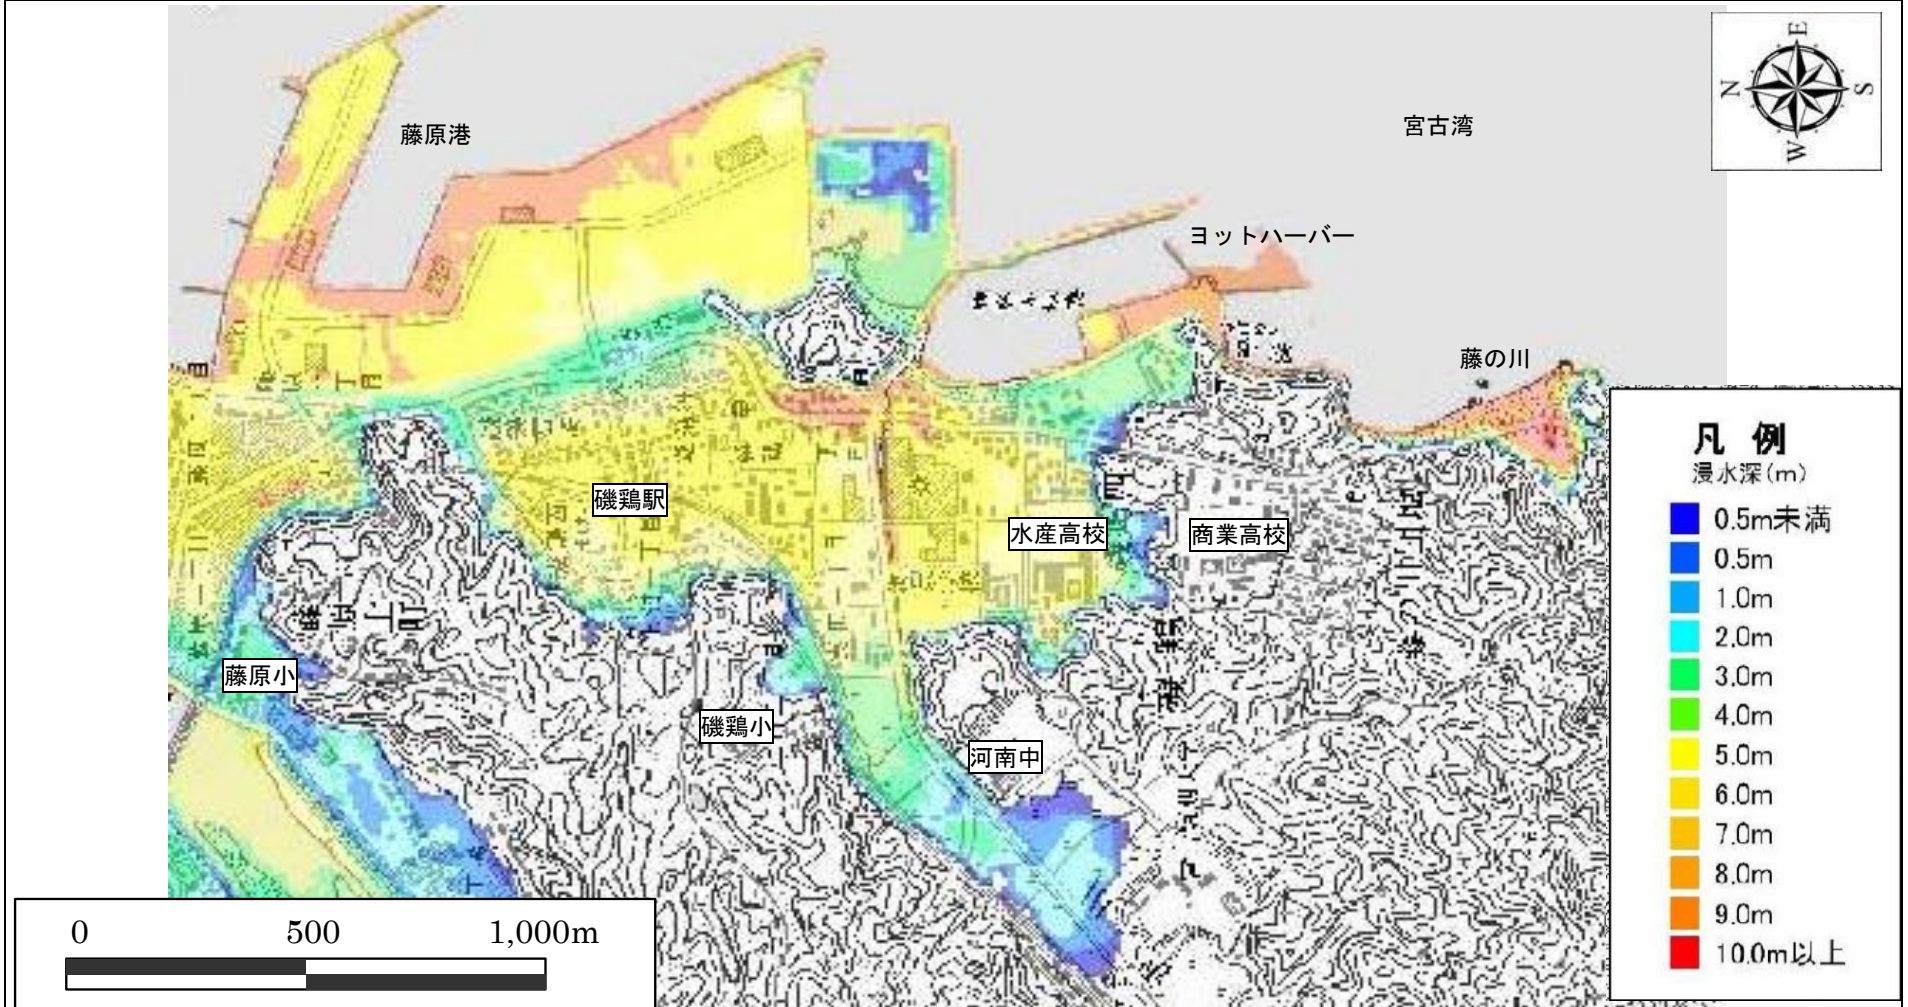 E
N
S
W
藤原港
宮古湾
ヨットハーバー
藤の川
磯鶏駅
水産高校
商業高校
藤原小
磯鶏小
河南中
凡 例
浸水深(m)
0.5m未満
0.5m
1.0m
2.0m
3.0m
4.0m
5.0m
6.0m
7.0m
8.0m
9.0m
10.0m以上
0 500 1,000m